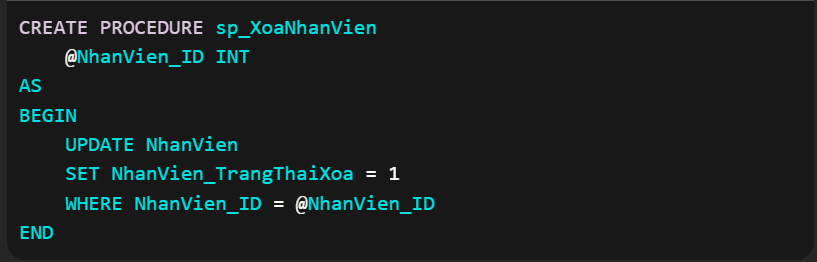 CREATE PROCEDURE sp_XoaNhanVien
    @NhanVien_ID INT
AS
BEGIN
    UPDATE NhanVien
    SET NhanVien_TrangThaiXoa = 1
    WHERE NhanVien_ID = @NhanVien_ID
END